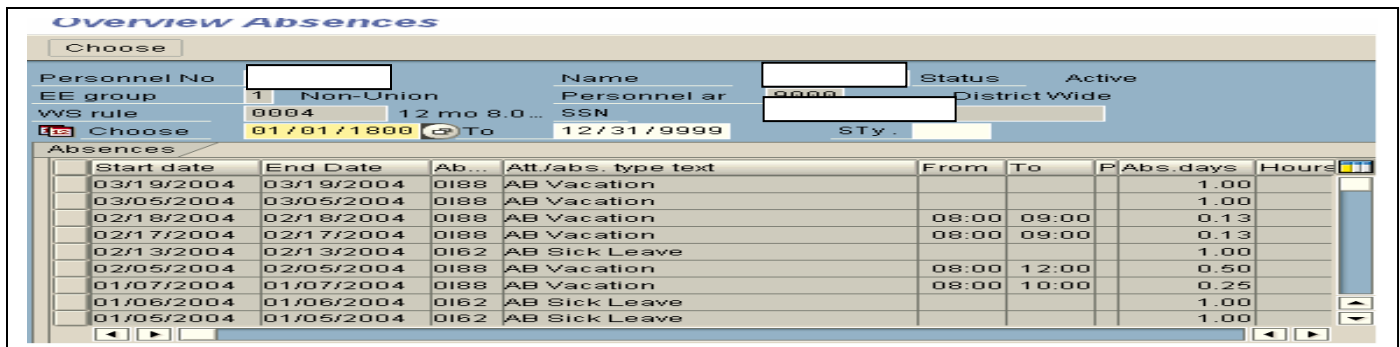 Overview Absences
Choose
Personnel No Name Status Active
EE group 1 Non-Union Personnel ar 9000 District Wide
WS rule 0004 12 mo 8.0... SSN
Choose 01/01/1800 To 12/31/9999 STy.
Absences
Start date End Date Ab... Att./abs. type text From To P Abs.days Hours
03/19/2004 03/19/2004 0188 AB Vacation 1.00
03/05/2004 03/05/2004 0188 AB Vacation 1.00
02/18/2004 02/18/2004 0188 AB Vacation 08:00 09:00 0.13
02/17/2004 02/17/2004 0188 AB Vacation 08:00 09:00 0.13
02/13/2004 02/13/2004 0162 AB Sick Leave 1.00
02/05/2004 02/05/2004 0188 AB Vacation 08:00 12:00 0.50
01/07/2004 01/07/2004 0188 AB Vacation 08:00 10:00 0.25
01/06/2004 01/06/2004 0162 AB Sick Leave 1.00
01/05/2004 01/05/2004 0162 AB Sick Leave 1.00